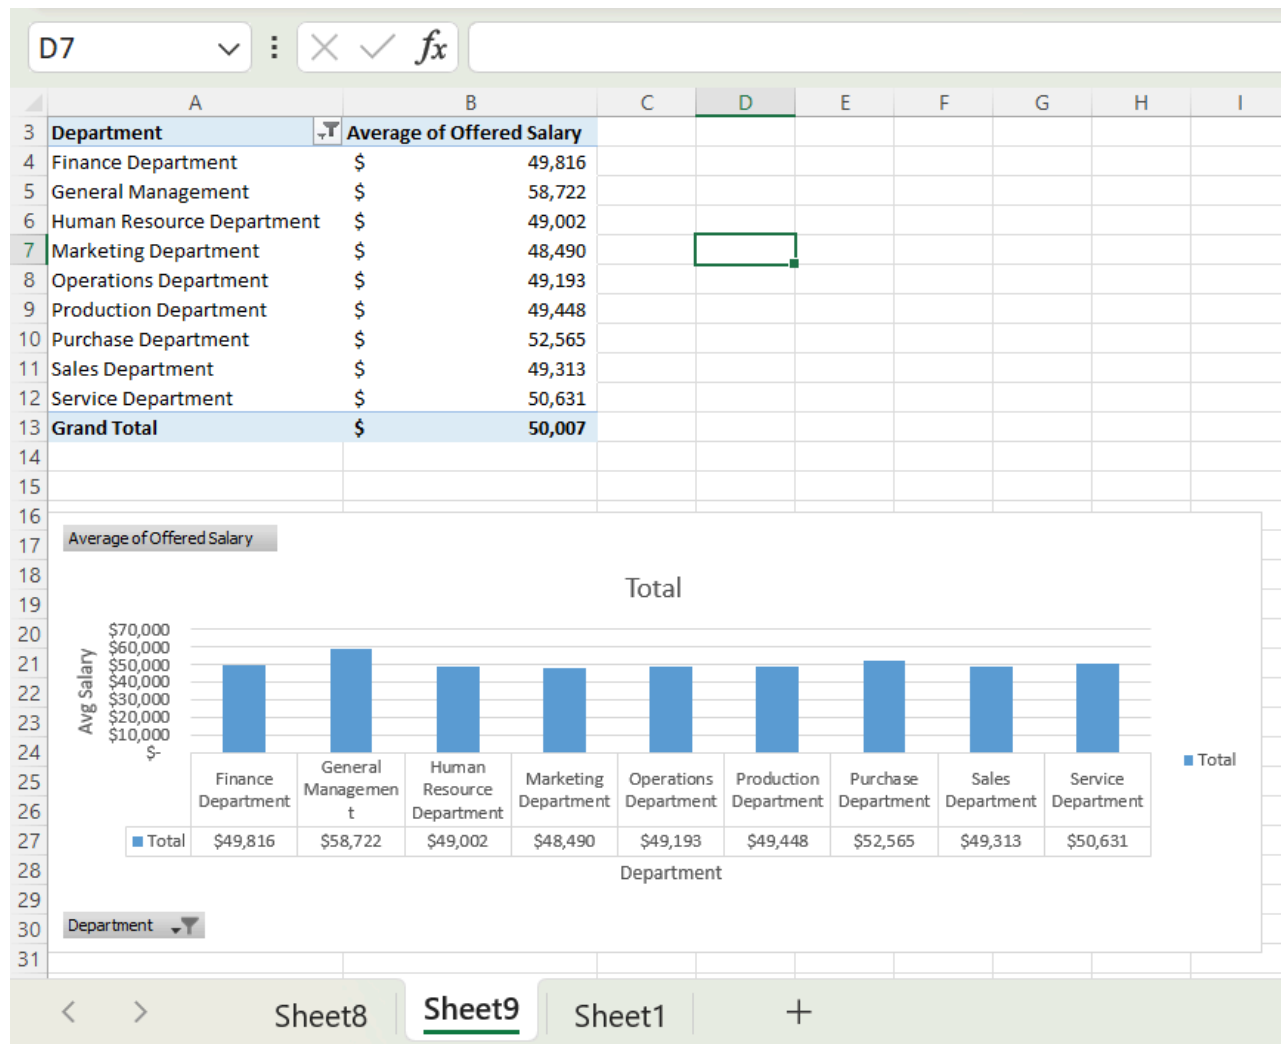 D7 fx
A B C D E F G H I
3 Department Average of Offered Salary
4 Finance Department $ 49,816
5 General Management $ 58,722
6 Human Resource Department $ 49,002
7 Marketing Department $ 48,490
8 Operations Department $ 49,193
9 Production Department $ 49,448
10 Purchase Department $ 52,565
11 Sales Department $ 49,313
12 Service Department $ 50,631
13 Grand Total $ 50,007
14
15
16
17
18
19
20
21
22
23
24
25
26
27
28
29
30
31
Average of Offered Salary
Total
Avg Salary
$70,000
$60,000
$50,000
$40,000
$30,000
$20,000
$10,000
$-
Finance
Department
General
Managemen
t
Human
Resource
Department
Marketing
Department
Operations
Department
Production
Department
Purchase
Department
Sales
Department
Service
Department
Total $49,816 $58,722 $49,002 $48,490 $49,193 $49,448 $52,565 $49,313 $50,631
Department
Total
Department
Sheet8 Sheet9 Sheet1 +